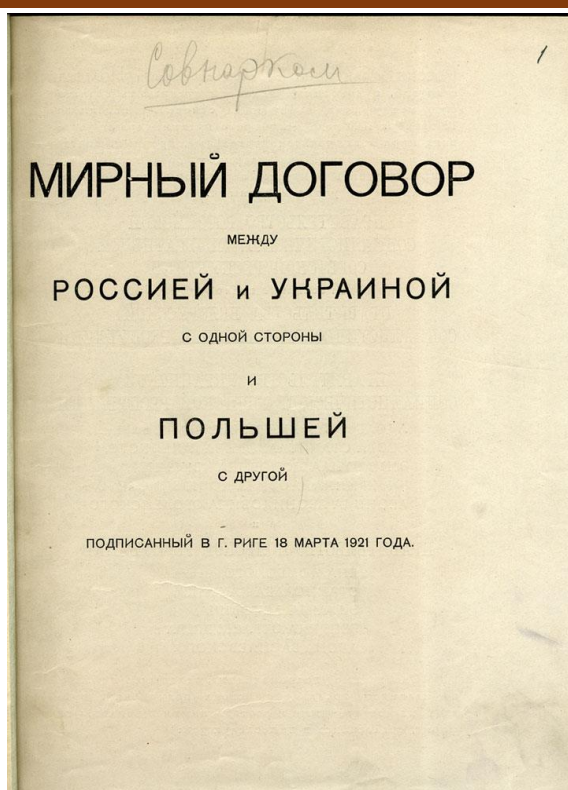 Совнарком
1
МИРНЫЙ ДОГОВОР
МЕЖДУ
РОССИЕЙ и УКРАИНОЙ
С ОДНОЙ СТОРОНЫ
И
ПОЛЬШЕЙ
С ДРУГОЙ
ПОДПИСАННЫЙ В Г. РИГЕ 18 МАРТА 1921 ГОДА.